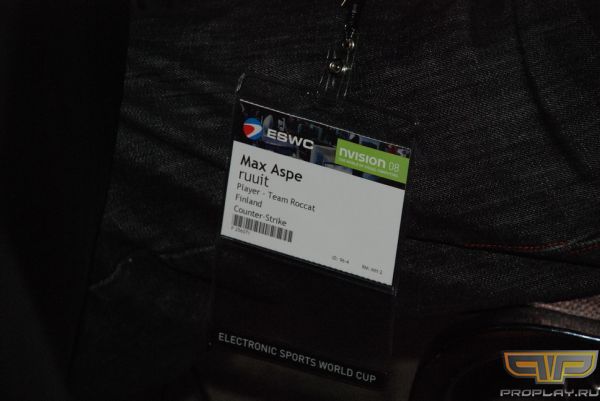 ESWC
nVISION 08
Max Aspe
ruuit
Player - Team Roccat
Finland
Counter-Strike
ELECTRONIC SPORTS WORLD CUP
PROPLAY.RU